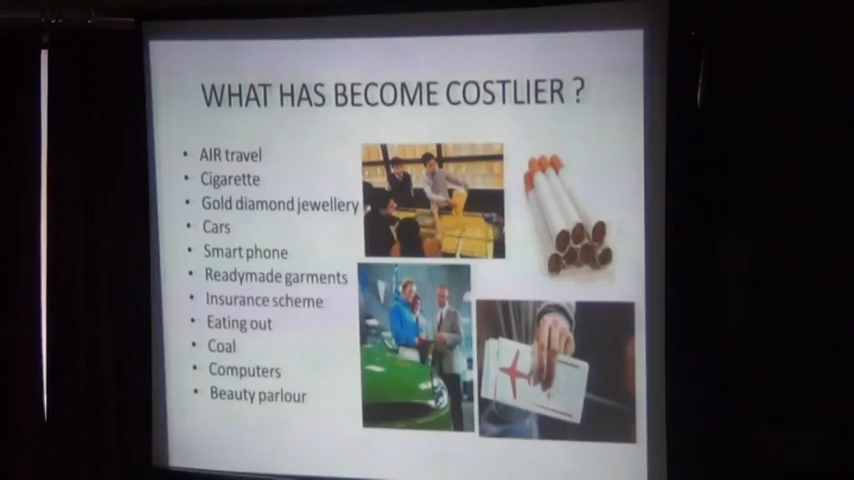 WHAT HAS BECOME COSTLIER ?
• AIR travel
• Cigarette
• Gold diamond jewellery
• Cars
• Smart phone
• Readymade garments
• Insurance scheme
• Eating out
• Coal
• Computers
• Beauty parlour